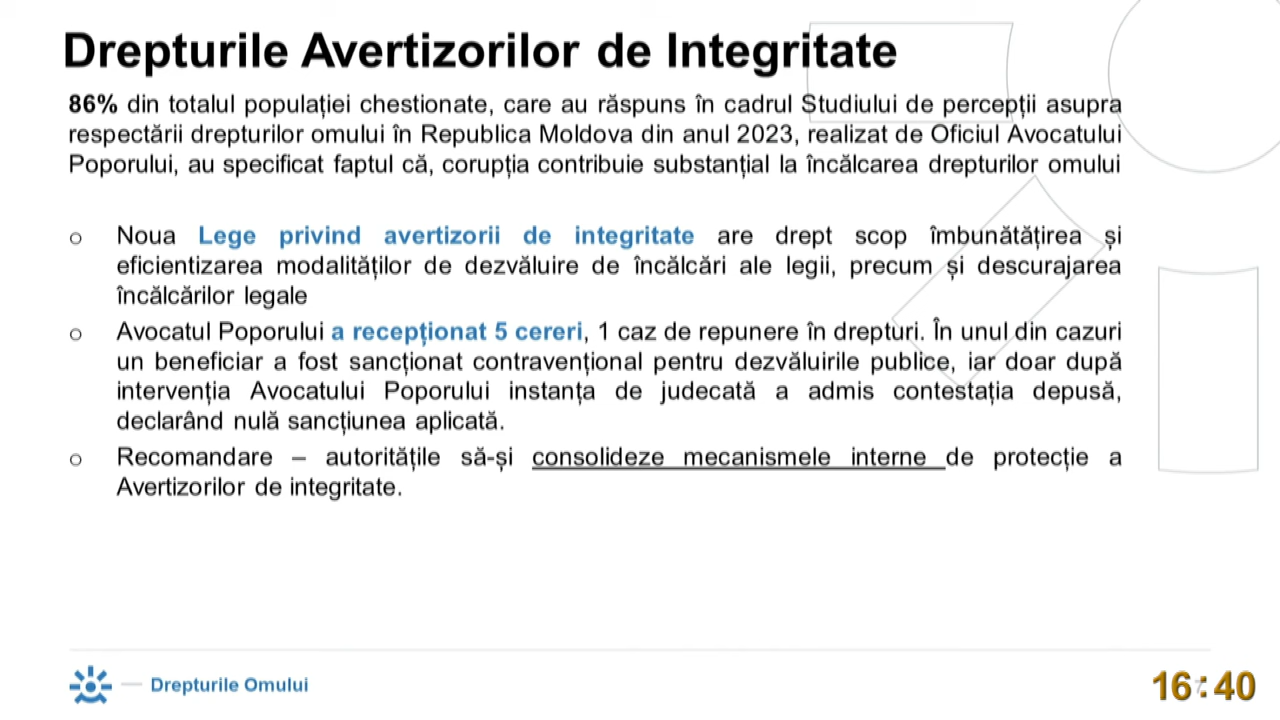 Drepturile Avertizorilor de Integritate
86% din totalul populației chestionate, care au răspuns în cadrul Studiului de percepții asupra
respectării drepturilor omului în Republica Moldova din anul 2023, realizat de Oficiul Avocatului
Poporului, au specificat faptul că, corupția contribuie substanțial la încălcarea drepturilor omului
o Noua Lege privind avertizorii de integritate are drept scop îmbunătățirea și
eficientizarea modalităților de dezvăluire de încălcări ale legii, precum și descurajarea
încălcărilor legale
o Avocatul Poporului a recepționat 5 cereri, 1 caz de repunere în drepturi. În unul din cazuri
un beneficiar a fost sancționat contravențional pentru dezvăluirile publice, iar doar după
intervenția Avocatului Poporului instanța de judecată a admis contestația depusă,
declarând nulă sancțiunea aplicată.
o Recomandare – autoritățile să-și consolideze mecanismele interne de protecție a
Avertizorilor de integritate.
Drepturile Omului
16:40